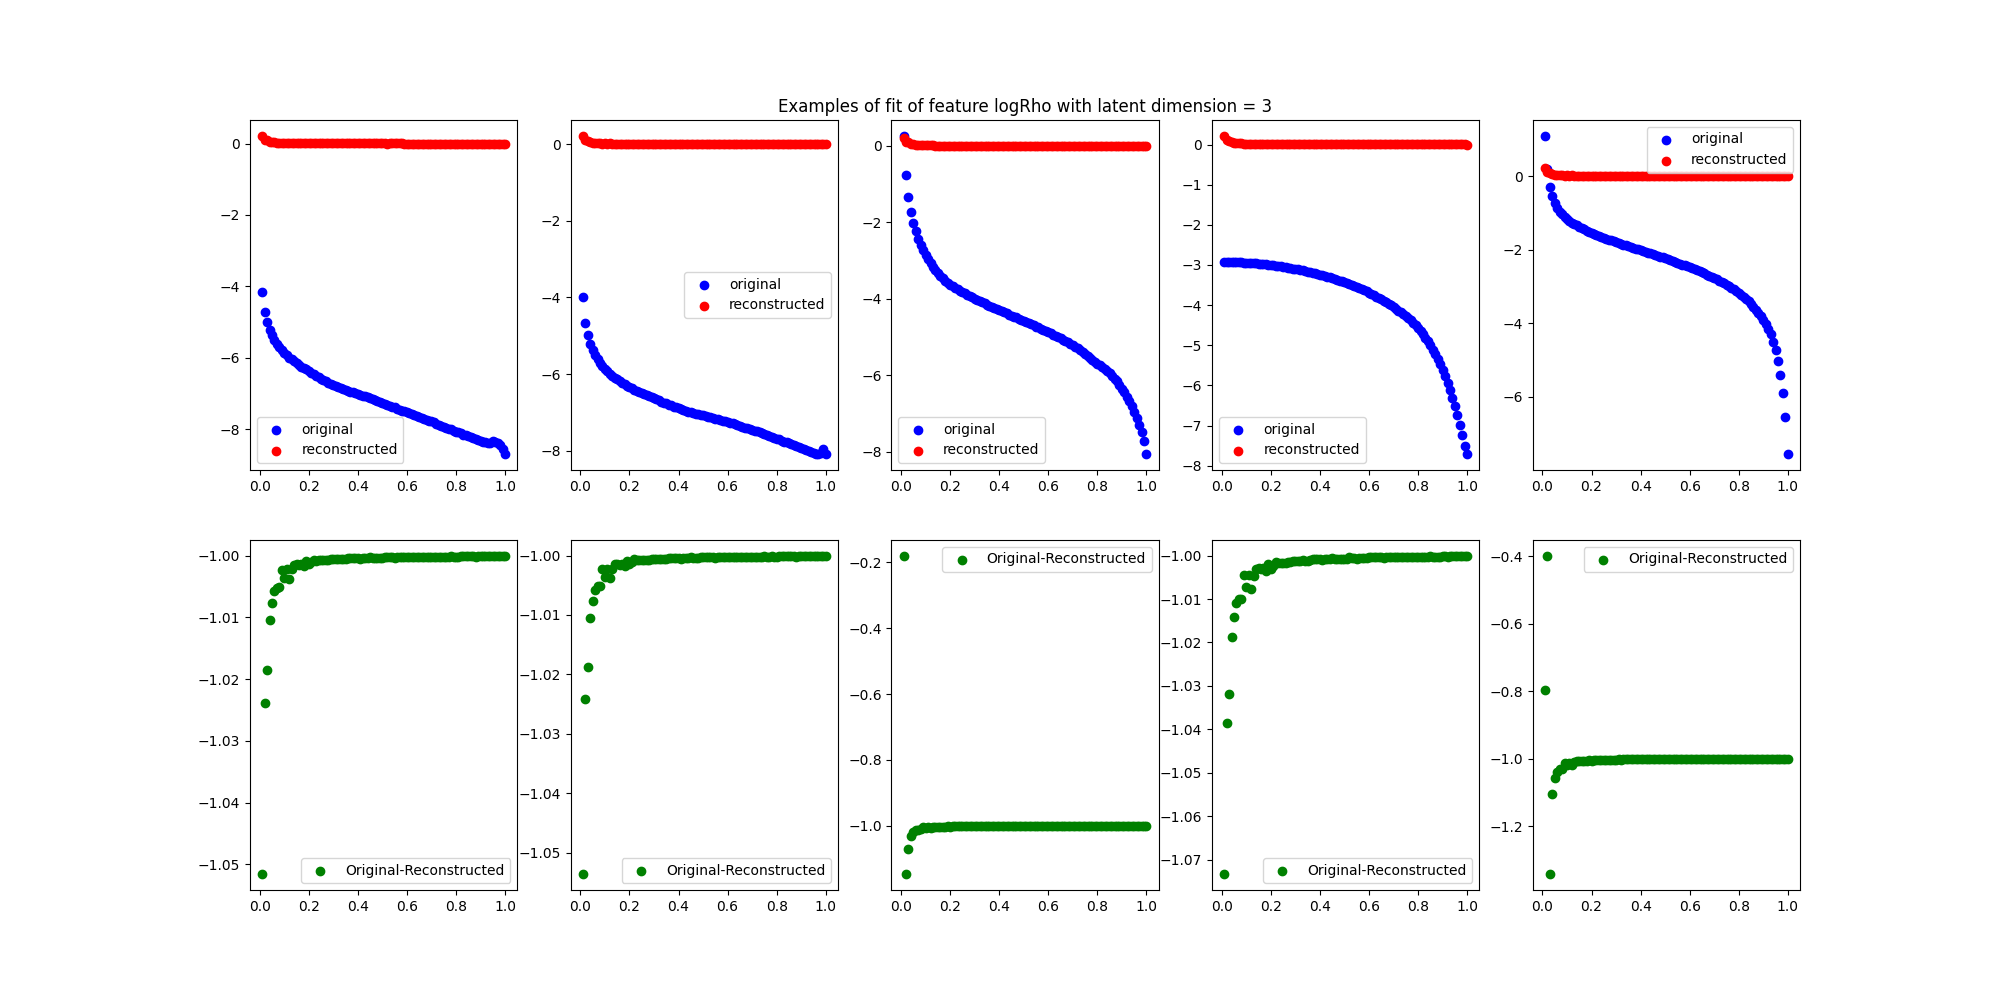 Examples of fit of feature logRho with latent dimension = 3
0
−2
−4
−6
−8
original
reconstructed
0.0 0.2 0.4 0.6 0.8 1.0
0
−2
−4
−6
−8
original
reconstructed
0.0 0.2 0.4 0.6 0.8 1.0
0
−2
−4
−6
−8
original
reconstructed
0.0 0.2 0.4 0.6 0.8 1.0
0
−1
−2
−3
−4
−5
−6
−7
−8
original
reconstructed
0.0 0.2 0.4 0.6 0.8 1.0
original
reconstructed
0
−2
−4
−6
0.0 0.2 0.4 0.6 0.8 1.0
−1.00
−1.01
−1.02
−1.03
−1.04
−1.05
Original-Reconstructed
0.0 0.2 0.4 0.6 0.8 1.0
−1.00
−1.01
−1.02
−1.03
−1.04
−1.05
Original-Reconstructed
0.0 0.2 0.4 0.6 0.8 1.0
Original-Reconstructed
−0.2
−0.4
−0.6
−0.8
−1.0
0.0 0.2 0.4 0.6 0.8 1.0
−1.00
−1.01
−1.02
−1.03
−1.04
−1.05
−1.06
−1.07
Original-Reconstructed
0.0 0.2 0.4 0.6 0.8 1.0
Original-Reconstructed
−0.4
−0.6
−0.8
−1.0
−1.2
0.0 0.2 0.4 0.6 0.8 1.0